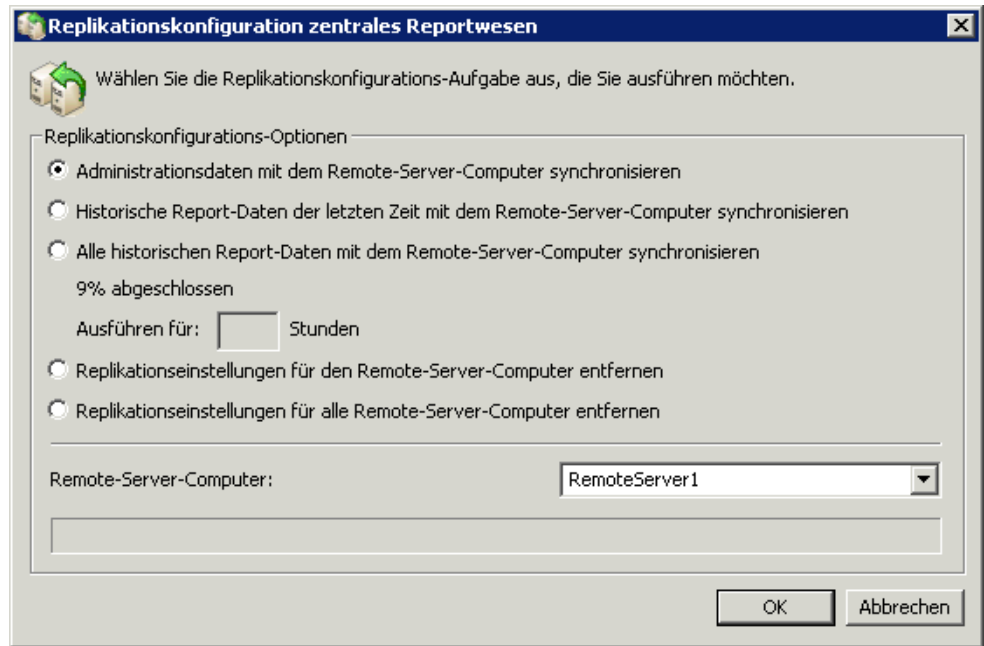 Replikationskonfiguration zentrales Reportwesen
Wählen Sie die Replikationskonfigurations-Aufgabe aus, die Sie ausführen möchten.
Replikationskonfigurations-Optionen
Administrationsdaten mit dem Remote-Server-Computer synchronisieren
Historische Report-Daten der letzten Zeit mit dem Remote-Server-Computer synchronisieren
Alle historischen Report-Daten mit dem Remote-Server-Computer synchronisieren
9% abgeschlossen
Ausführen für: Stunden
Replikationseinstellungen für den Remote-Server-Computer entfernen
Replikationseinstellungen für alle Remote-Server-Computer entfernen
Remote-Server-Computer: RemoteServer1
OK Abbrechen